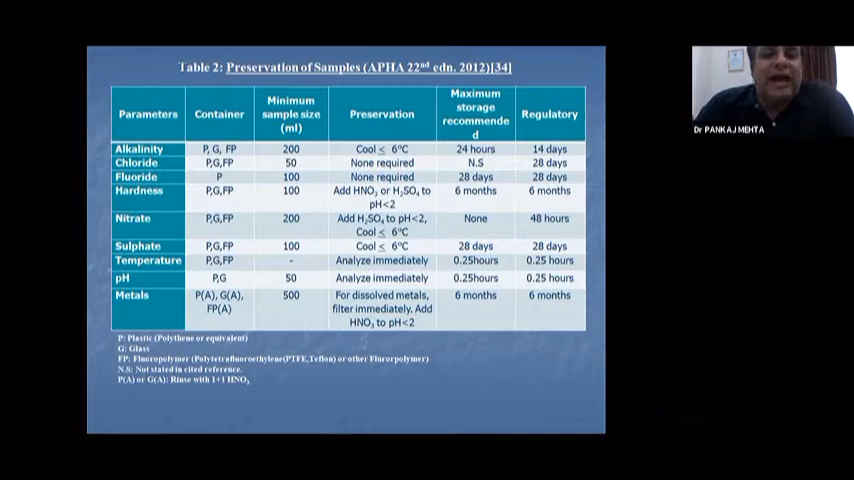 Table 2: Preservation of Samples (APHA 22nd edn. 2012)[34]
Parameters Container Minimum sample size (ml) Preservation Maximum storage recommended Regulatory
Alkalinity P, G, FP 200 Cool ≤ 6°C 24 hours 14 days
Chloride P,G,FP 50 None required N.S 28 days
Fluoride P 100 None required 28 days 28 days
Hardness P,G,FP 100 Add HNO3 or H2SO4 to pH<2 6 months 6 months
Nitrate P,G,FP 200 Add H2SO4 to pH<2, Cool ≤ 6°C None 48 hours
Sulphate P,G,FP 100 Cool ≤ 6°C 28 days 28 days
Temperature P,G,FP - Analyze immediately 0.25hours 0.25 hours
pH P,G 50 Analyze immediately 0.25hours 0.25 hours
Metals P(A), G(A), FP(A) 500 For dissolved metals, filter immediately. Add HNO3 to pH<2 6 months 6 months
P: Plastic (Polythene or equivalent)
G: Glass
FP: Fluoropolymer (Polytetrafluoroethylene(PTFE,Teflon) or other Flurorpolymer)
N.S: Not stated in cited reference.
P(A) or G(A): Rinse with 1+1 HNO3
Dr PANKAJ MEHTA